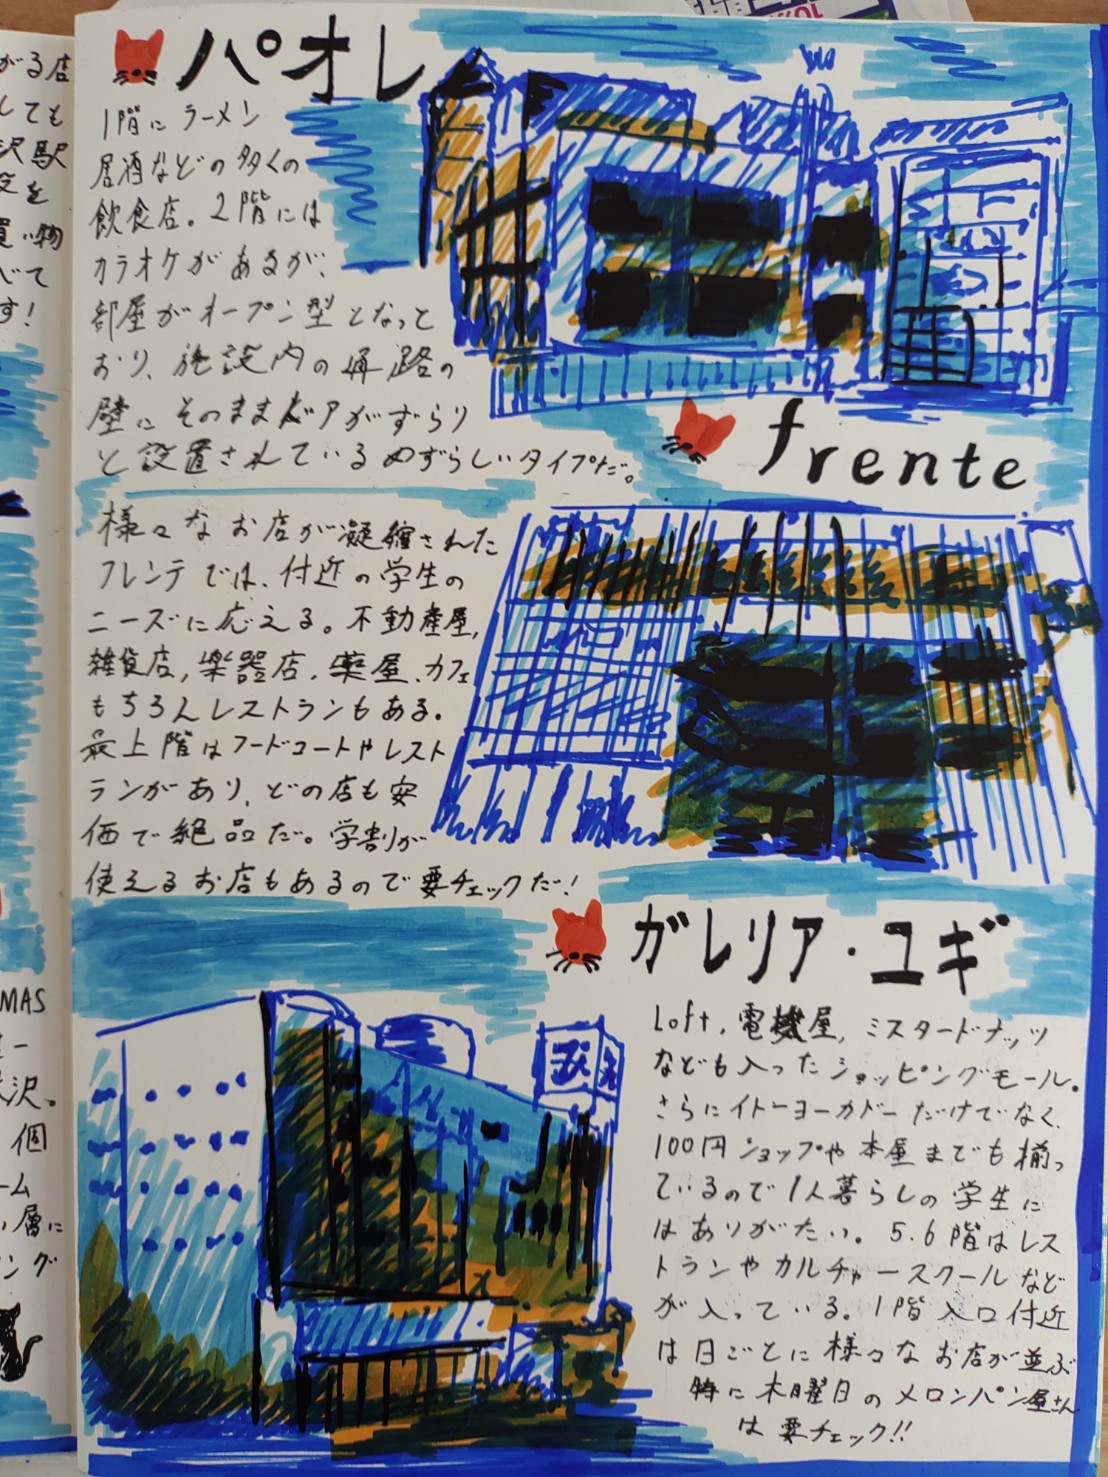 がる店
しても
沢駅
を
買い物
べて
す!
MAS
ー
沢。
個
ーム
層に
ング
パオレ
1階に ラーメン
居酒などの多くの
飲食店。2階には
カラオケがあるが、
部屋がオープン型となって
おり、施設内の通路の
壁にそのままドアがずらり
と設置されているめずらしいタイプだ。
frente
様々なお店が凝縮された
フレンテでは、付近の学生の
ニーズに応える。不動産屋,
雑貨店,楽器店,薬屋、カフェ
もちろんレストランもある。
最上階はフードコートやレスト
ランがあり、どの店も安
価で絶品だ。学割が
使えるお店もあるので要チェックだ!
ガレリア・ユギ
Loft,電機屋,ミスタードナッツ
なども入ったショッピングモール。
さらにイトーヨーカドーだけでなく、
100円ショップや本屋までも揃っ
ているので1人暮らしの学生に
はありがたい。5.6階はレス
トランやカルチャースクールなど
が入っている。1階入口付近
は日ごとに様々なお店が並ぶ
特に木曜日のメロンパン屋さん
は要チェック!!